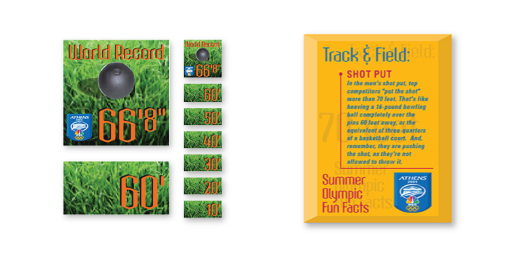 World Record
66'8"
ATHENS
60'
World Record
66'8"
60'
50'
40'
30'
20'
10'
Track & Field:
SHOT PUT
In the men's shot put, top
competitors "put the shot"
more than 70 feet. That's like
heaving a 16-pound bowling
ball completely over the
pins 60 feet away, or the
equivalent of three-quarters
of a basketball court. And,
remember, they are pushing
the shot, as they're not
allowed to throw it.
Summer
Olympic
Fun Facts
ATHENS